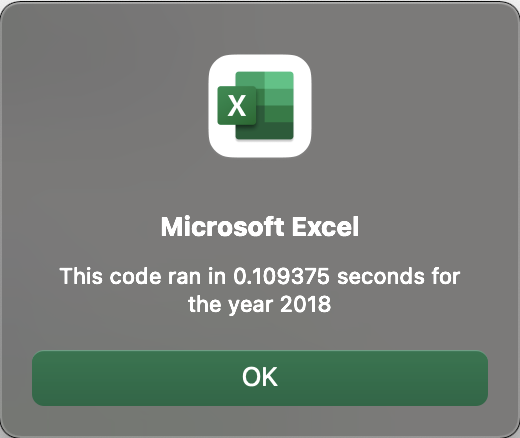 X
Microsoft Excel
This code ran in 0.109375 seconds for
the year 2018
OK